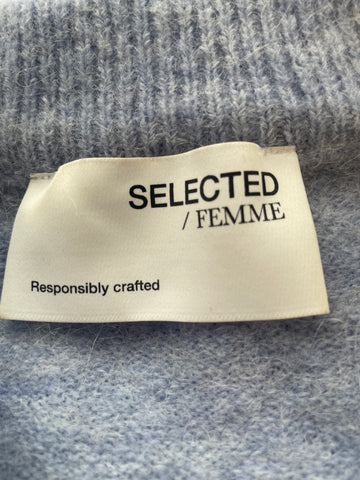 SELECTED
/ FEMME
Responsibly crafted